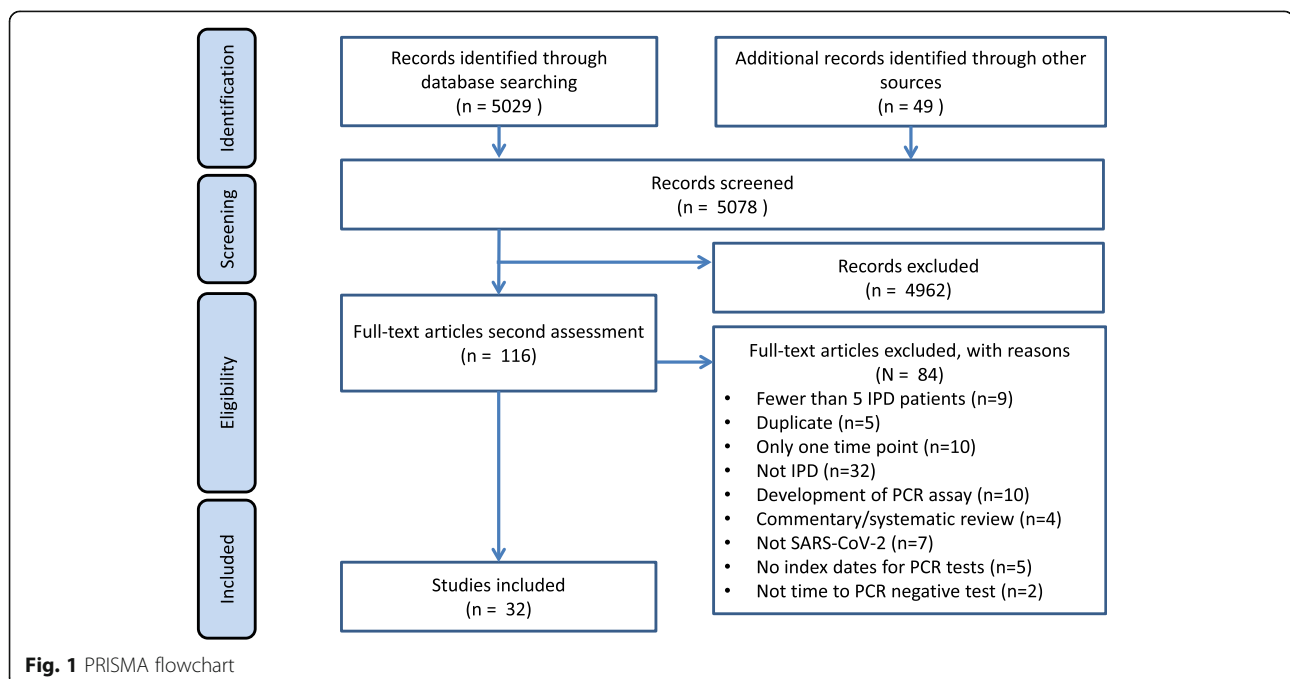 Identification
Records identified through
database searching
(n = 5029 )
Additional records identified through other
sources
(n = 49 )
Screening
Records screened
(n = 5078 )
Records excluded
(n = 4962)
Eligibility
Full-text articles second assessment
(n = 116)
Full-text articles excluded, with reasons
(N = 84)
• Fewer than 5 IPD patients (n=9)
• Duplicate (n=5)
• Only one time point (n=10)
• Not IPD (n=32)
• Development of PCR assay (n=10)
• Commentary/systematic review (n=4)
• Not SARS-CoV-2 (n=7)
• No index dates for PCR tests (n=5)
• Not time to PCR negative test (n=2)
Included
Studies included
(n = 32)
Fig. 1 PRISMA flowchart